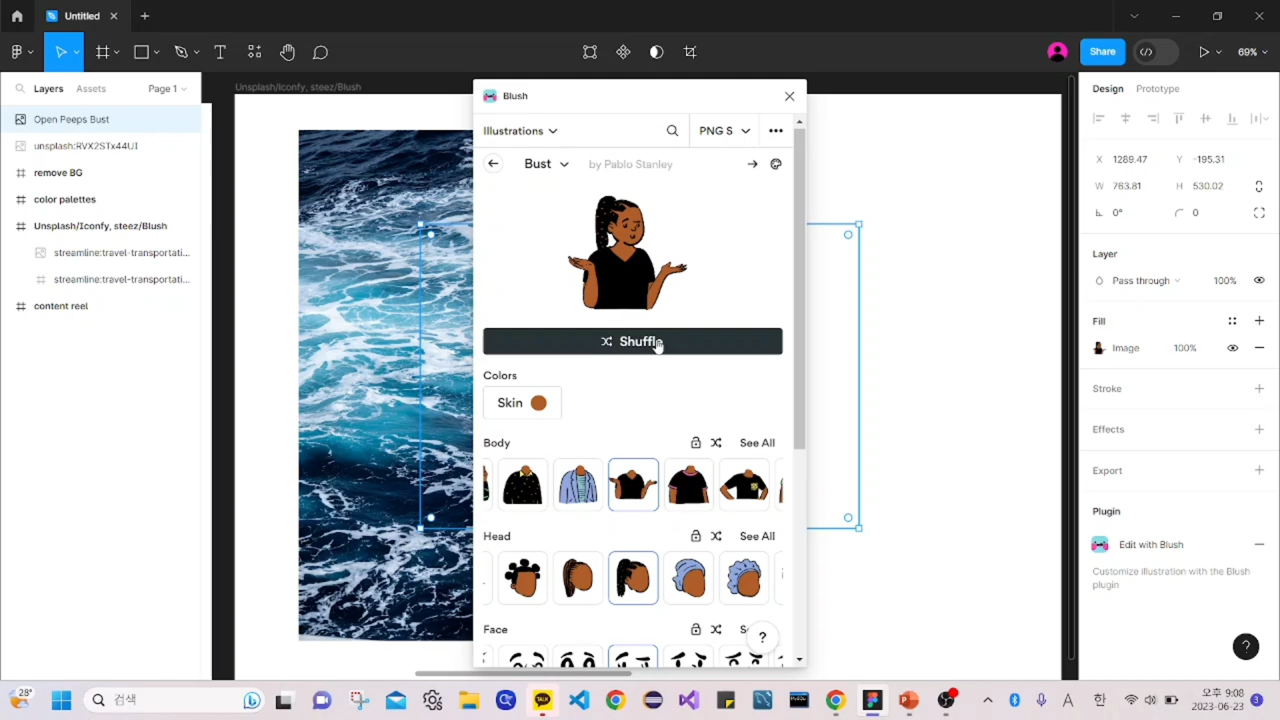 Untitled
Share
69%
Layers
Assets
Page 1
Open Peeps Bust
unsplash:RVX2STx44UI
remove BG
color palettes
Unsplash/Iconfy, steez/Blush
streamline:travel-transportati...
streamline:travel-transportati...
content reel
Unsplash/Iconfy, steez/Blush
Blush
Illustrations
PNG S
Bust
by Pablo Stanley
Shuffle
Colors
Skin
Body
See All
Head
See All
Face
?
Design
Prototype
X 1289.47 Y -195.31
W 763.81 H 530.02
0° 0
Layer
Pass through 100%
Fill
Image 100%
Stroke
Effects
Export
Plugin
Edit with Blush
Customize illustration with the Blush
plugin
?
28°
검색
TALK
A
2023-06-23
3